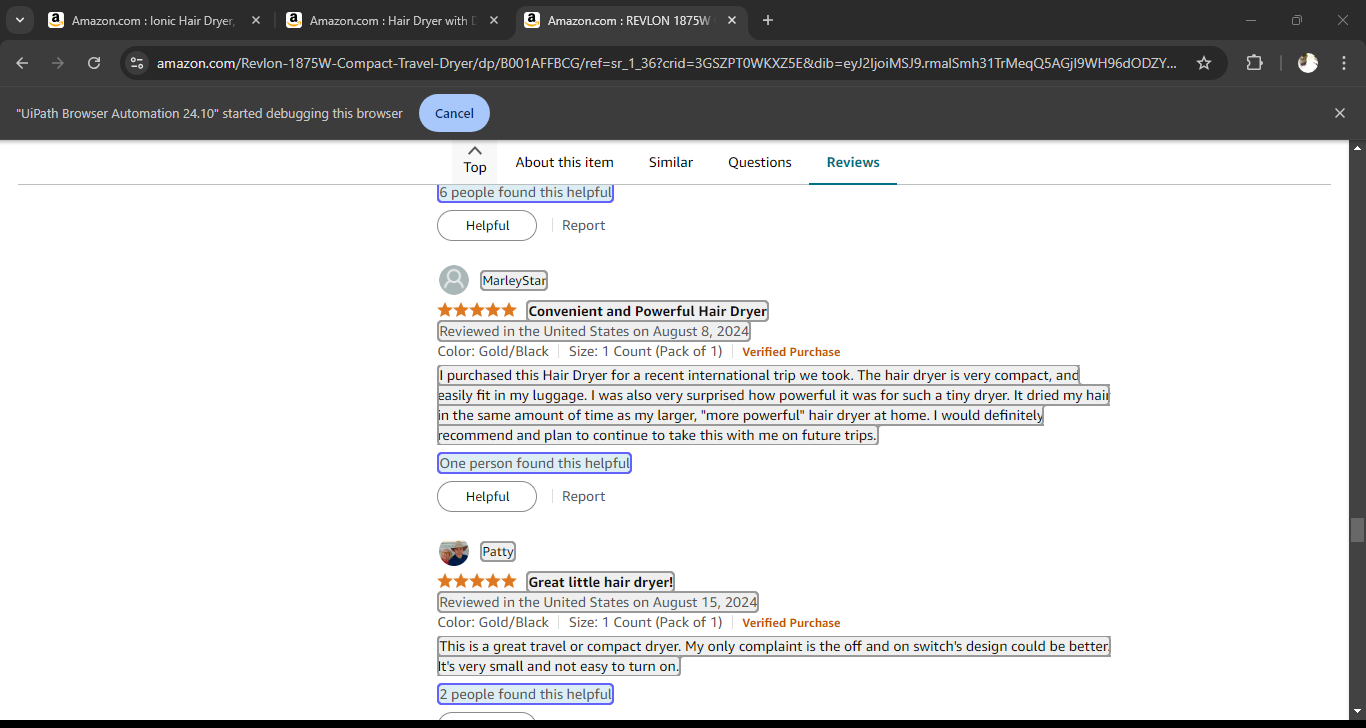 Amazon.com : Ionic Hair Dryer,
Amazon.com : Hair Dryer with D
Amazon.com : REVLON 1875W
amazon.com/Revlon-1875W-Compact-Travel-Dryer/dp/B001AFFBCG/ref=sr_1_36?crid=3GSZPT0WKXZ5E&dib=eyJ2IjoiMSJ9.rmalSmh31TrMeqQ5AGjI9WH96dODZY...
"UiPath Browser Automation 24.10" started debugging this browser
Cancel
Top
About this item
Similar
Questions
Reviews
6 people found this helpful
Helpful
Report
MarleyStar
Convenient and Powerful Hair Dryer
Reviewed in the United States on August 8, 2024
Color: Gold/Black
Size: 1 Count (Pack of 1)
Verified Purchase
I purchased this Hair Dryer for a recent international trip we took. The hair dryer is very compact, and
easily fit in my luggage. I was also very surprised how powerful it was for such a tiny dryer. It dried my hair
in the same amount of time as my larger, "more powerful" hair dryer at home. I would definitely
recommend and plan to continue to take this with me on future trips.
One person found this helpful
Helpful
Report
Patty
Great little hair dryer!
Reviewed in the United States on August 15, 2024
Color: Gold/Black
Size: 1 Count (Pack of 1)
Verified Purchase
This is a great travel or compact dryer. My only complaint is the off and on switch's design could be better.
It's very small and not easy to turn on.
2 people found this helpful